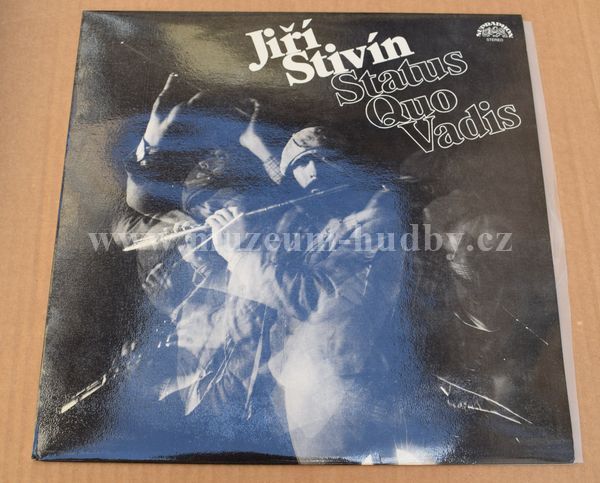 Jiří
Stivín
Status
Quo
Vadis
SUPRAPHON
STEREO
www.muzeum-hudby.cz